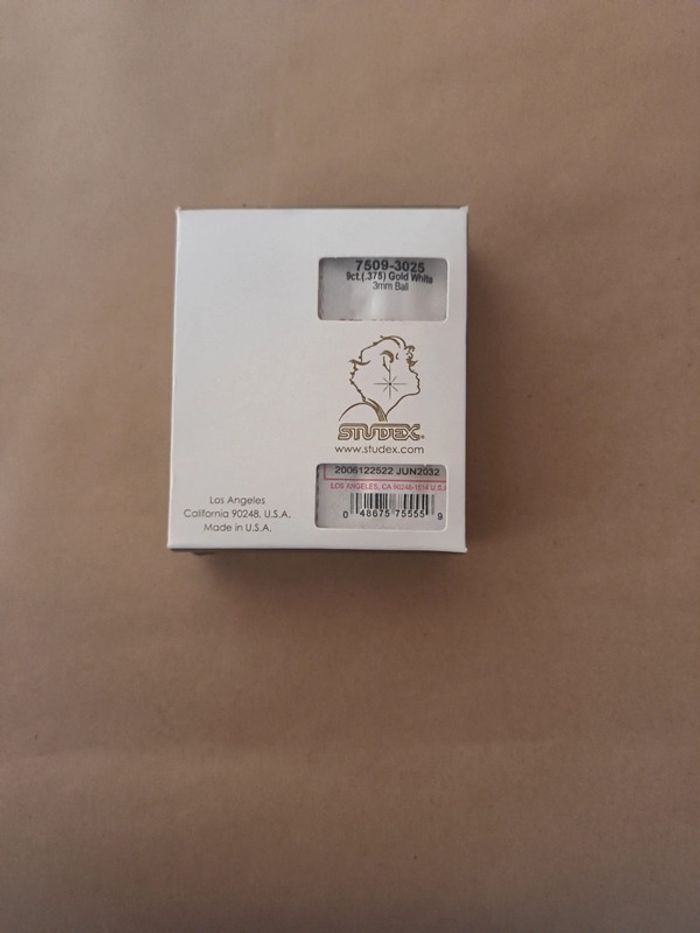 7509-3025
9ct.(.375) Gold White
3mm Ball
STUDEX®
www.studex.com
2006122522 JUN2032
LOS ANGELES, CA 90248-1514 U.S.A
0 48675 75555 9
Los Angeles
California 90248, U.S.A.
Made in U.S.A.